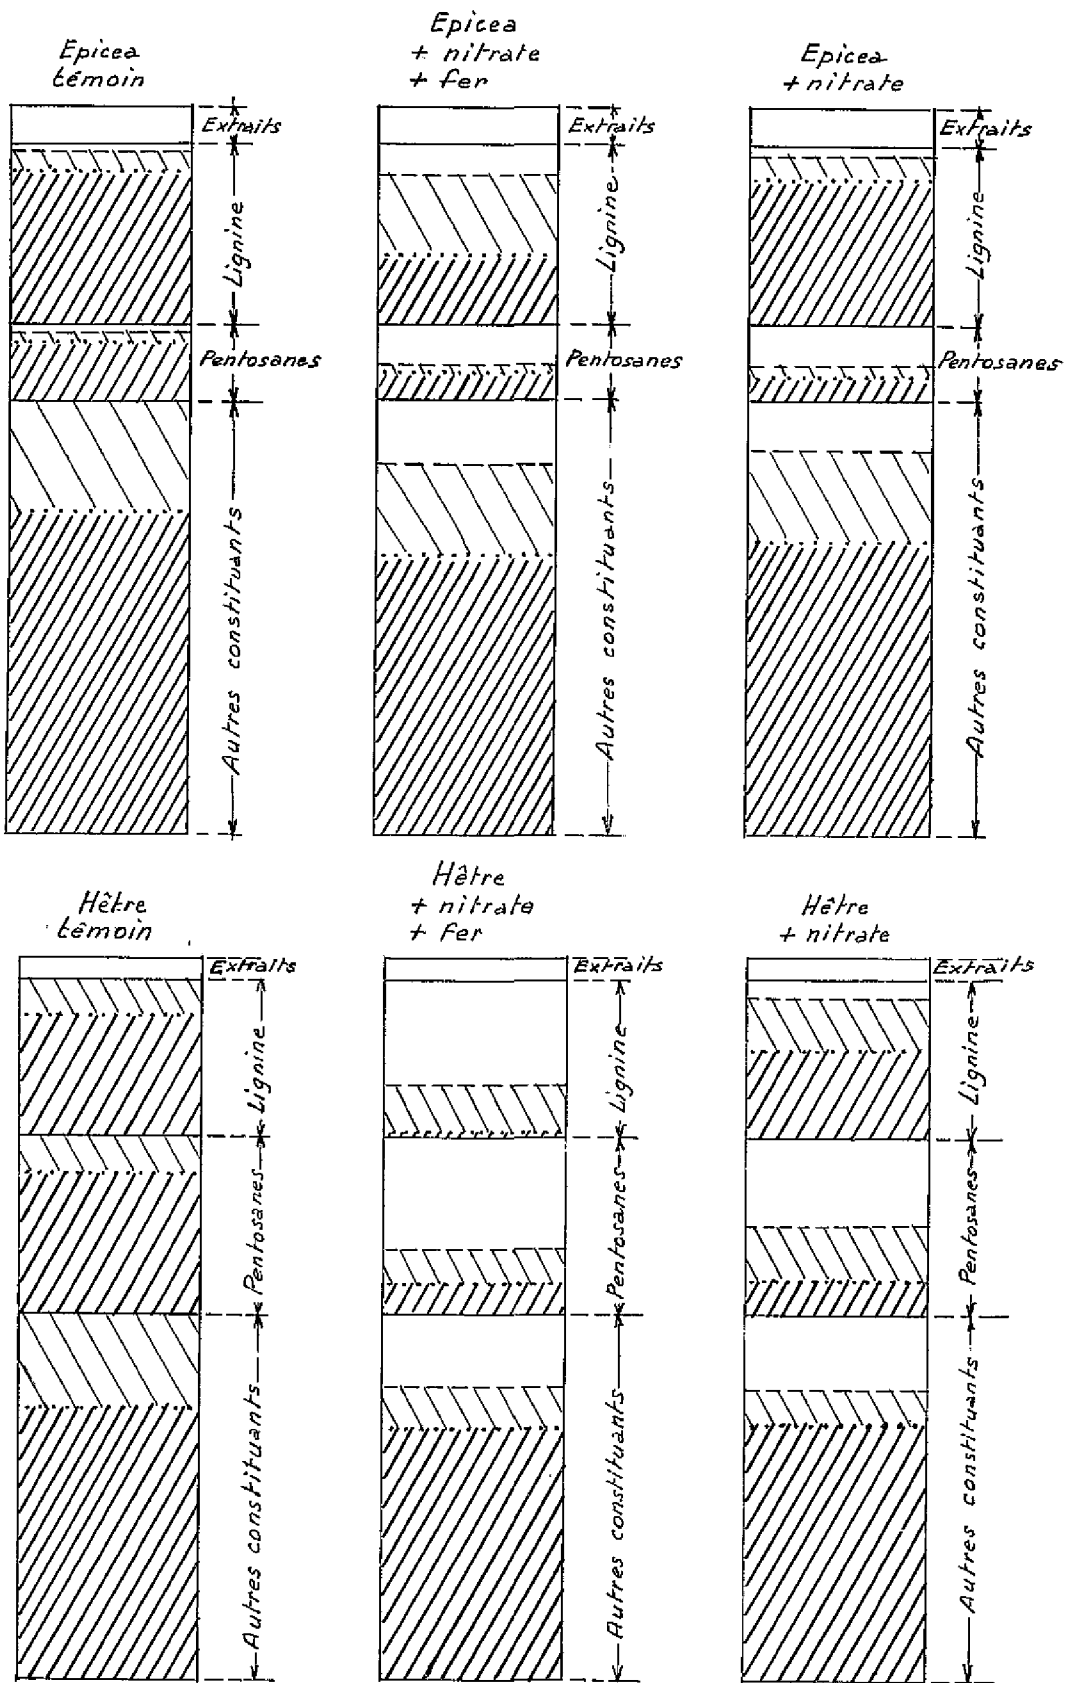 Epicea
témoin
Extraits
Lignine
Pentosanes
Autres constituants
Epicea
+ nitrate
+ fer
Extraits
Lignine
Pentosanes
Autres constituants
Epicea
+ nitrate
Extraits
Lignine
Pentosanes
Autres constituants
Hêtre
témoin
Extraits
Lignine
Pentosanes
Autres constituants
Hêtre
+ nitrate
+ fer
Extraits
Lignine
Pentosanes
Autres constituants
Hêtre
+ nitrate
Extraits
Lignine
Pentosanes
Autres constituants